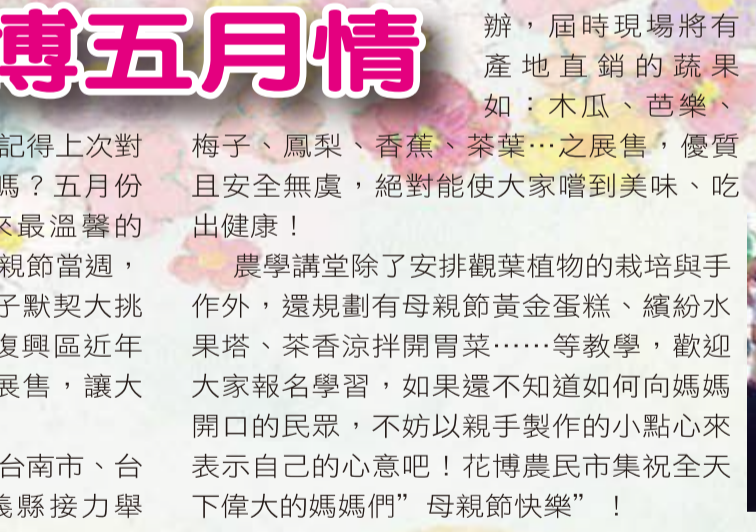 博五月情
記得上次對
嗎？五月份
來最溫馨的
親節當週，
子默契大挑
復興區近年
展售，讓大
台南市、台
義縣接力舉
辦，屆時現場將有
產地直銷的蔬果
如：木瓜、芭樂、
梅子、鳳梨、香蕉、茶葉…之展售，優質
且安全無虞，絕對能使大家嚐到美味、吃
出健康！
農學講堂除了安排觀葉植物的栽培與手
作外，還規劃有母親節黃金蛋糕、繽紛水
果塔、茶香涼拌開胃菜……等教學，歡迎
大家報名學習，如果還不知道如何向媽媽
開口的民眾，不妨以親手製作的小點心來
表示自己的心意吧！花博農民市集祝全天
下偉大的媽媽們”母親節快樂”！